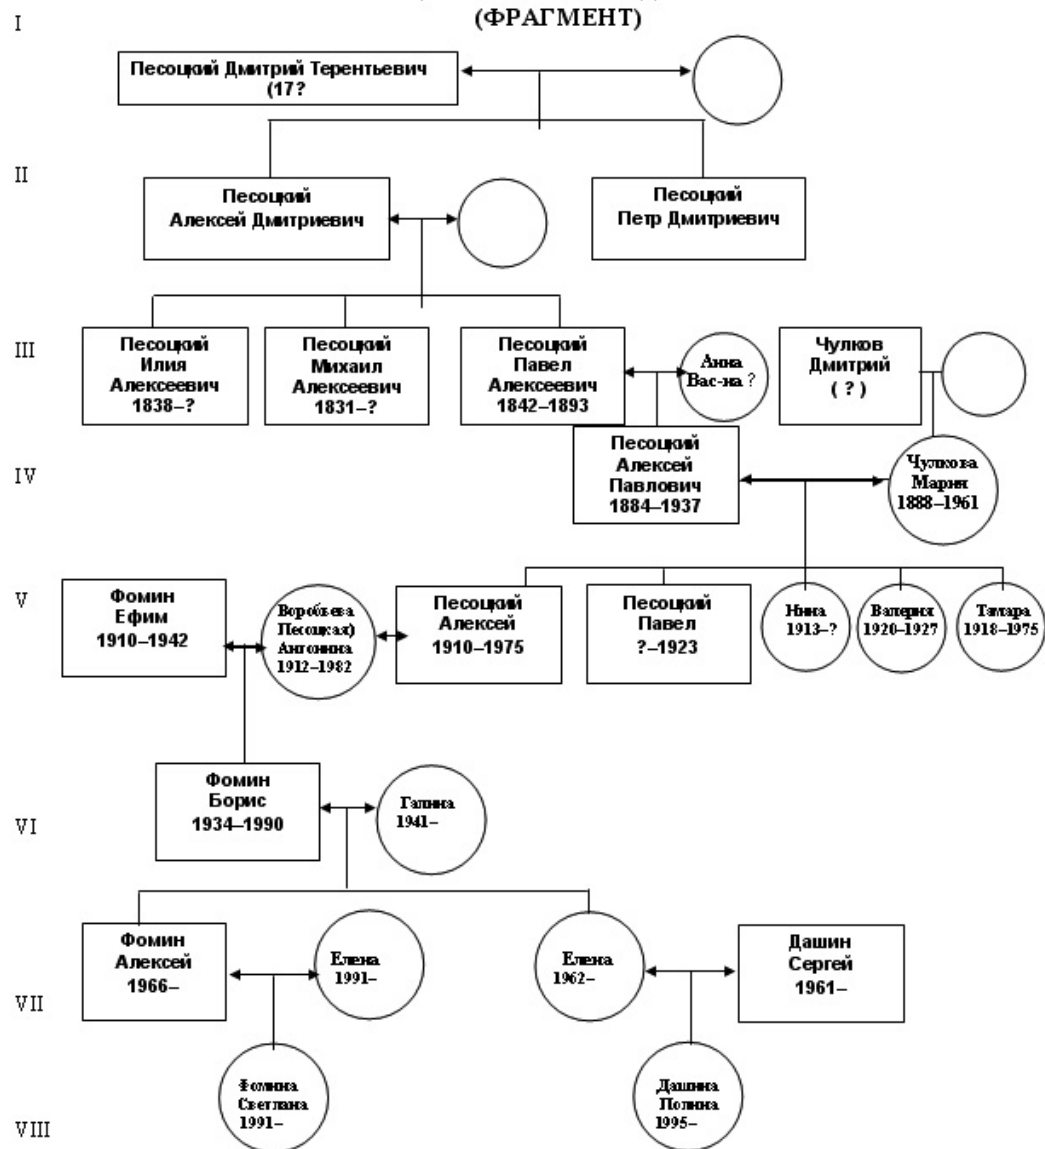 (ФРАГМЕНТ)
I
Песоцкий Дмитрий Терентьевич
(17?
II
Песоцкий
Алексей Дмитриевич
Песоцкий
Петр Дмитриевич
III
Песоцкий
Илия
Алексеевич
1838–?
Песоцкий
Михаил
Алексеевич
1831–?
Песоцкий
Павел
Алексеевич
1842–1893
Анна
Вас-на ?
Чулков
Дмитрий
( ? )
IV
Песоцкий
Алексей
Павлович
1884–1937
Чулкова
Мария
1888–1961
V
Фомин
Ефим
1910–1942
Воробьева
Песоцкая)
Антонина
1912–1982
Песоцкий
Алексей
1910–1975
Песоцкий
Павел
?–1923
Нина
1913–?
Валерия
1920–1927
Тамара
1918–1975
VI
Фомин
Борис
1934–1990
Галина
1941–
VII
Фомин
Алексей
1966–
Елена
1991–
Елена
1962–
Дашин
Сергей
1961–
VIII
Фомина
Светлана
1991–
Дашина
Полина
1995–